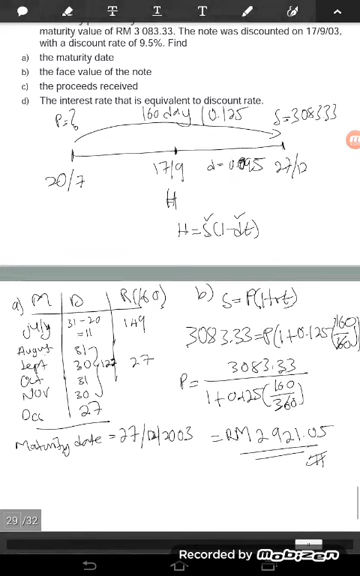 maturity value of RM 3 083.33. The note was discounted on 17/9/03,
with a discount rate of 9.5%. Find
a) the maturity date
b) the face value of the note
c) the proceeds received
d) The interest rate that is equivalent to discount rate.
P=? 160 day / 0.125 S=3083.33
20/7 17/9 d=0.095 27/12
H
H=S(1-dt)
a) M D R(160)
July 31-20 =11 149
August 31
Sept 30 122 27
Oct 31
Nov 30
Dec 27
Maturity date = 27/12/2003
b) S=P(1+rt)
3083.33=P(1+0.125(160/360)
P= 3083.33
1+0.125(160/360)
=RM2921.05
29 /32
Recorded by Mobizen